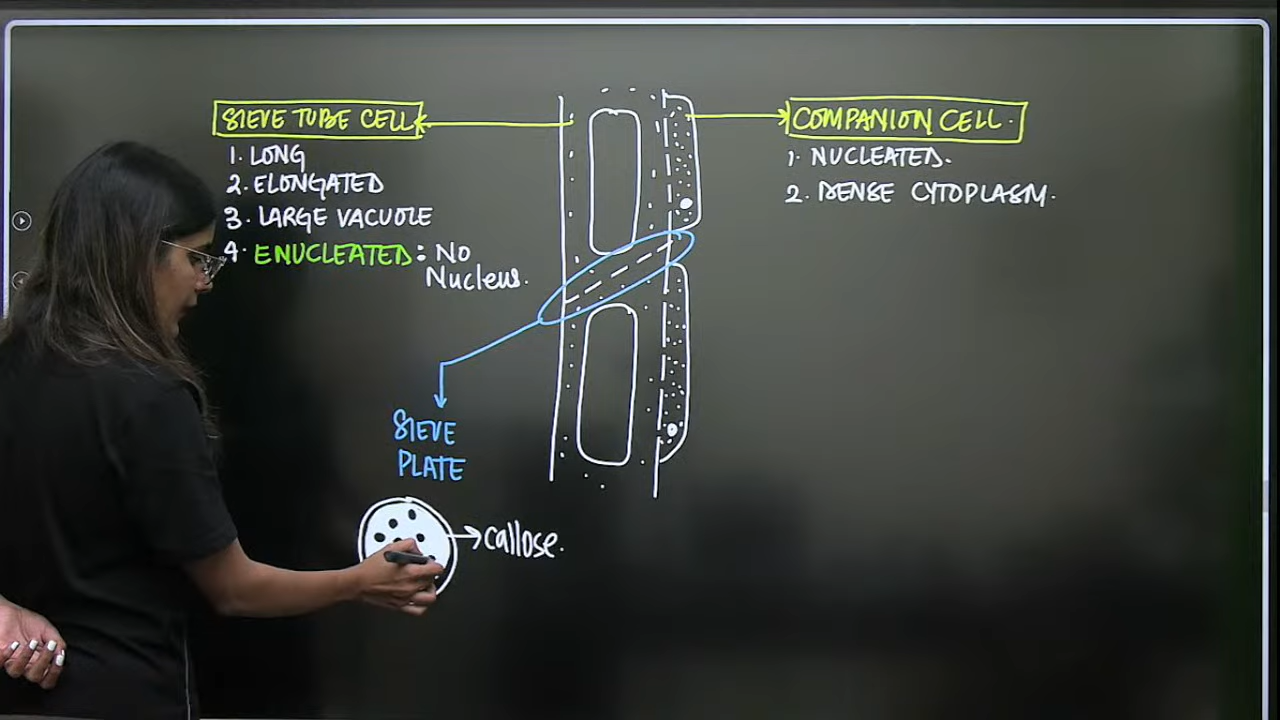 SIEVE TUBE CELL
1. LONG
2. ELONGATED
3. LARGE VACUOLE
4. ENUCLEATED : NO
Nucleus.
COMPANION CELL.
1. NUCLEATED.
2. DENSE CYTOPLASM.
SIEVE
PLATE
callose.